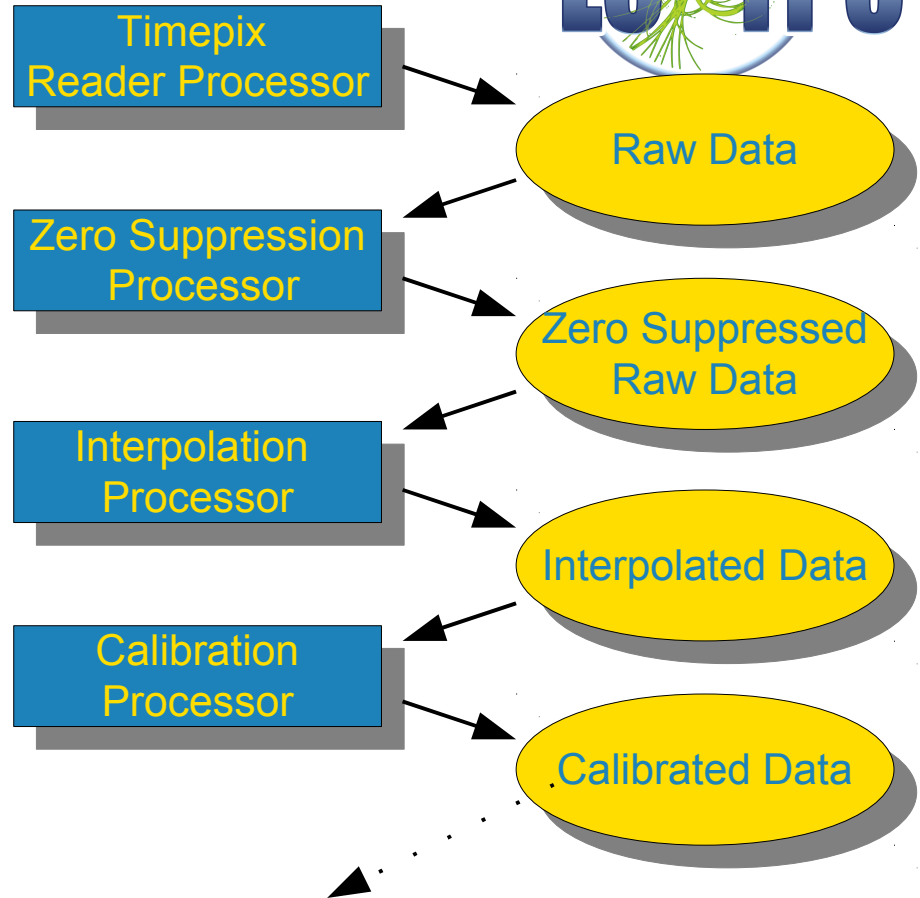 Timepix
Reader Processor
Raw Data
Zero Suppression
Processor
Zero Suppressed
Raw Data
Interpolation
Processor
Interpolated Data
Calibration
Processor
Calibrated Data